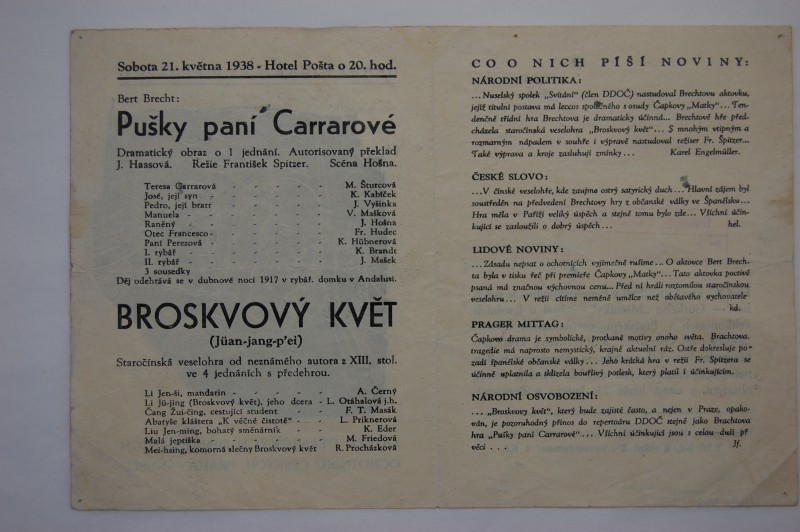 Sobota 21. května 1938 - Hotel Pošta o 20. hod.
Bert Brecht:
Pušky paní Carrarové
Dramatický obraz o 1 jednání. Autorisovaný překlad
J. Haasová. Režie František Spitzer. Scéna Hošna.
Teresa Carrarová - - - - - M. Šturcová
José, její syn - - - - - - K. Kablček
Pedro, její bratr - - - - - J. Vyšinka
Manuela - - - - - - V. Mašková
Raněný - - - - - - J. Hošna
Otec Francesco - - - - - Fr. Hudec
Paní Perezová - - - - - K. Hübnerová
I. rybář - - - - - - K. Brandt
II. rybář - - - - - - J. Mašek
3 sousedky
Děj odehrává se v dubnové noci 1917 v rybář. domku v Andalusi.
BROSKVOVÝ KVĚT
(Jüan-jang-p'ei)
Staročínská veselohra od neznámého autora z XIII. stol.
ve 4 jednáních s předehrou.
Li Jen-ši, mandarin - - - - - A. Černý
Li Jü-jing (Broskvový květ), jeho dcera - L. Otáhalová j.h.
Čang Žui-čing, cestující student - - F. T. Masák
Abatyše kláštera "K věčné čistotě" - - L. Priknerová
Liu Jen-ming, bohatý směnárník - - K. Eder
Malá jeptiška - - - - - M. Friedová
Mei-hsing, komorná slečny Broskvový květ R. Procházková
CO O NICH PÍŠÍ NOVINY:
NÁRODNÍ POLITIKA:
...Nuselský spolek „Svítání" (člen DDOČ) nastudoval Brechtovu aktovku,
jejíž titulní postava má leccos společného s osudy Čapkovy „Matky"... Ten-
denčně třídní hra Brechtova je dramaticky účinná... Brechtově hře před-
cházela staročínská veselohra „Broskvový květ"... S mnohým vtipným a
rozmarným nápadem v souhře i výpravě nastudoval režiser Fr. Spitzer...
Také výprava a kroje zasluhují zmínky... Karel Engelmüller.
ČESKÉ SLOVO:
...V čínské veselohře, kde zaujme ostrý satyrický duch... Hlavní zájem byl
soustředěn na předvedení Brechtovy hry z občanské války ve Španělsku...
Hra měla v Paříži veliký úspěch a stejně tomu bylo zde... Všichni účin-
kující se zasloužili o dobrý úspěch... hel.
LIDOVÉ NOVINY:
...Zásadu nepsat o ochotnících vyjímečně rušíme... O aktovce Bert Brech-
ta byla v tisku řeč při premieře Čapkovy „Matky"... Tato aktovka poctivě
psaná má značnou výchovnou cenu... Před ní hráli roztomilou staročínskou
veselohru... V režii cítíme neméně umělce než obětavého vychovatele
kd.
PRAGER MITTAG:
Čapkovo drama je symbolické, protkané motivy onoho světa. Brachtova.
tragedie má naprosto nemystický, krajně aktuelní ráz. Ostře dokresluje po-
zadí španělské občanské války... Jeho krátká hra v režii Fr. Spitzera se
účinně uplatnila a sklizela bouřlivý potlesk, který platil i účinkujícím.
NÁRODNÍ OSVOBOZENÍ:
... „Broskvovy květ", který bude zajisté často, a nejen v Praze, opako-
ván, je pozoruhodný přínos do repertoáru DDOČ stejně jako Brachtova
hra „Pušky paní Carrarové"... Všichni účinkující jsou s celou duší př
věci... Jf.